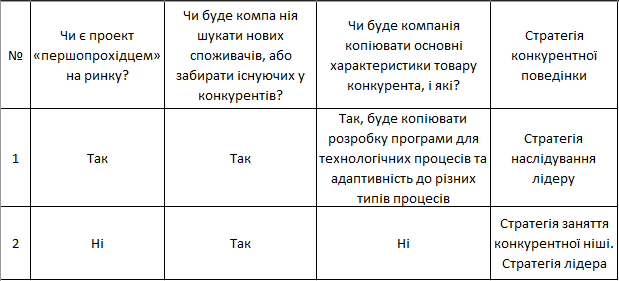 №
Чи є проект
«першопрохідцем»
на ринку?
Чи буде компа нія
шукати нових
споживачів, або
забирати існуючих у
конкурентів?
Чи буде компанія
копіювати основні
характеристики товару
конкурента, і які?
Стратегія
конкурентної
поведінки
1
Так
Так
Так, буде копіювати
розробку програми для
технологічних процесів та
адаптивність до різних
типів процесів
Стратегія
наслідування
лідеру
2
Ні
Так
Ні
Стратегія заняття
конкурентної ніші.
Стратегія лідера